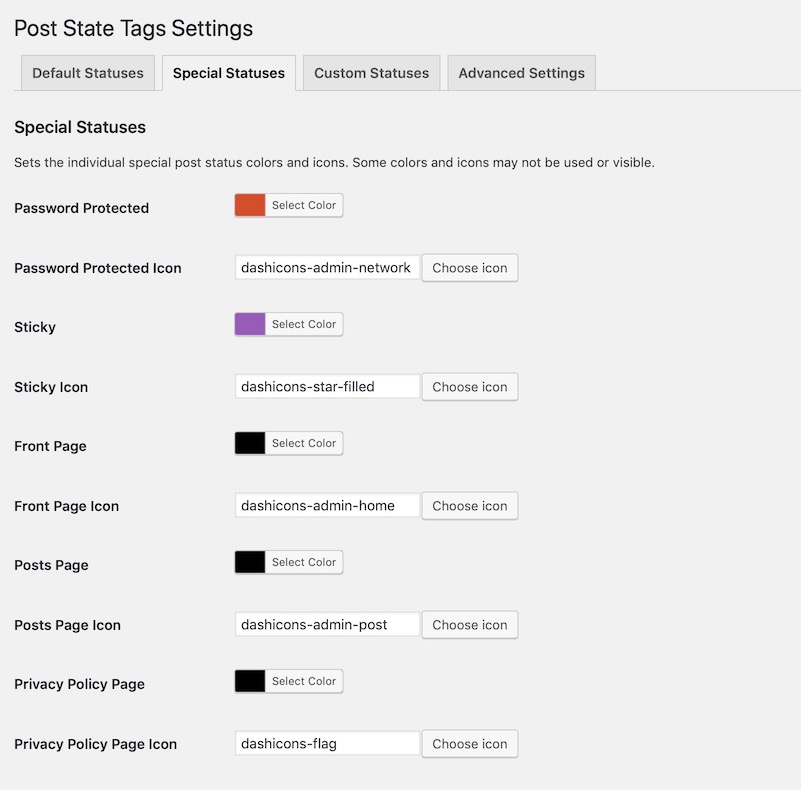 Post State Tags Settings
Default Statuses Special Statuses Custom Statuses Advanced Settings
Special Statuses
Sets the individual special post status colors and icons. Some colors and icons may not be used or visible.
Password Protected Select Color
Password Protected Icon dashicons-admin-network Choose icon
Sticky Select Color
Sticky Icon dashicons-star-filled Choose icon
Front Page Select Color
Front Page Icon dashicons-admin-home Choose icon
Posts Page Select Color
Posts Page Icon dashicons-admin-post Choose icon
Privacy Policy Page Select Color
Privacy Policy Page Icon dashicons-flag Choose icon